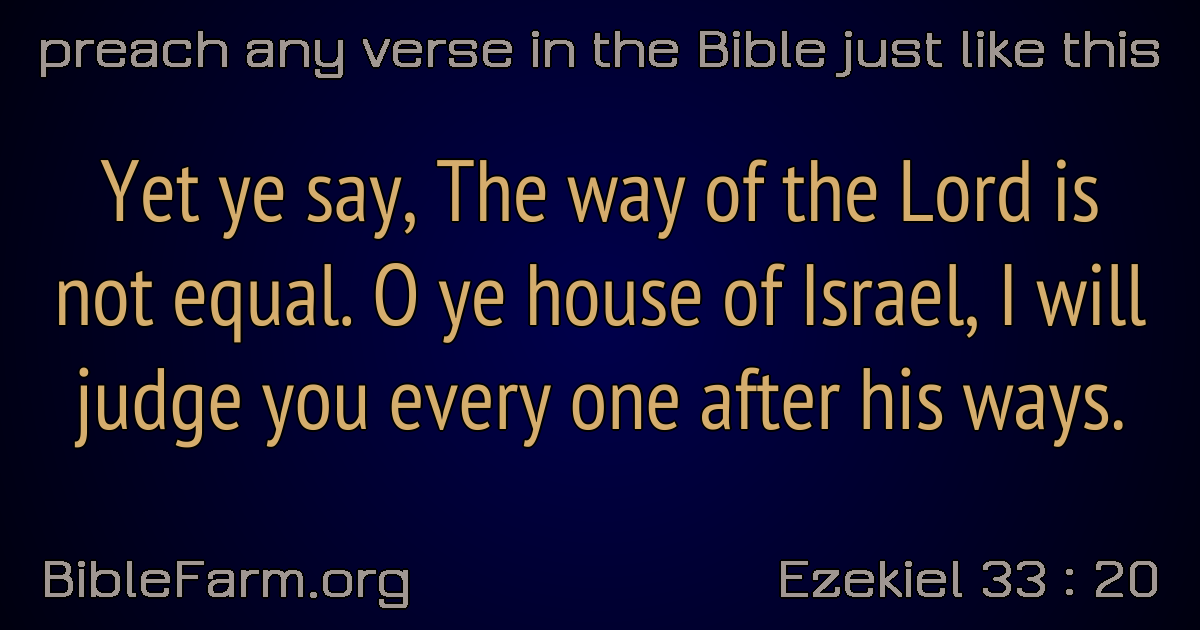 preach any verse in the Bible just like this
Yet ye say, The way of the Lord is
not equal. O ye house of Israel, I will
judge you every one after his ways.
BibleFarm.org
Ezekiel 33 : 20